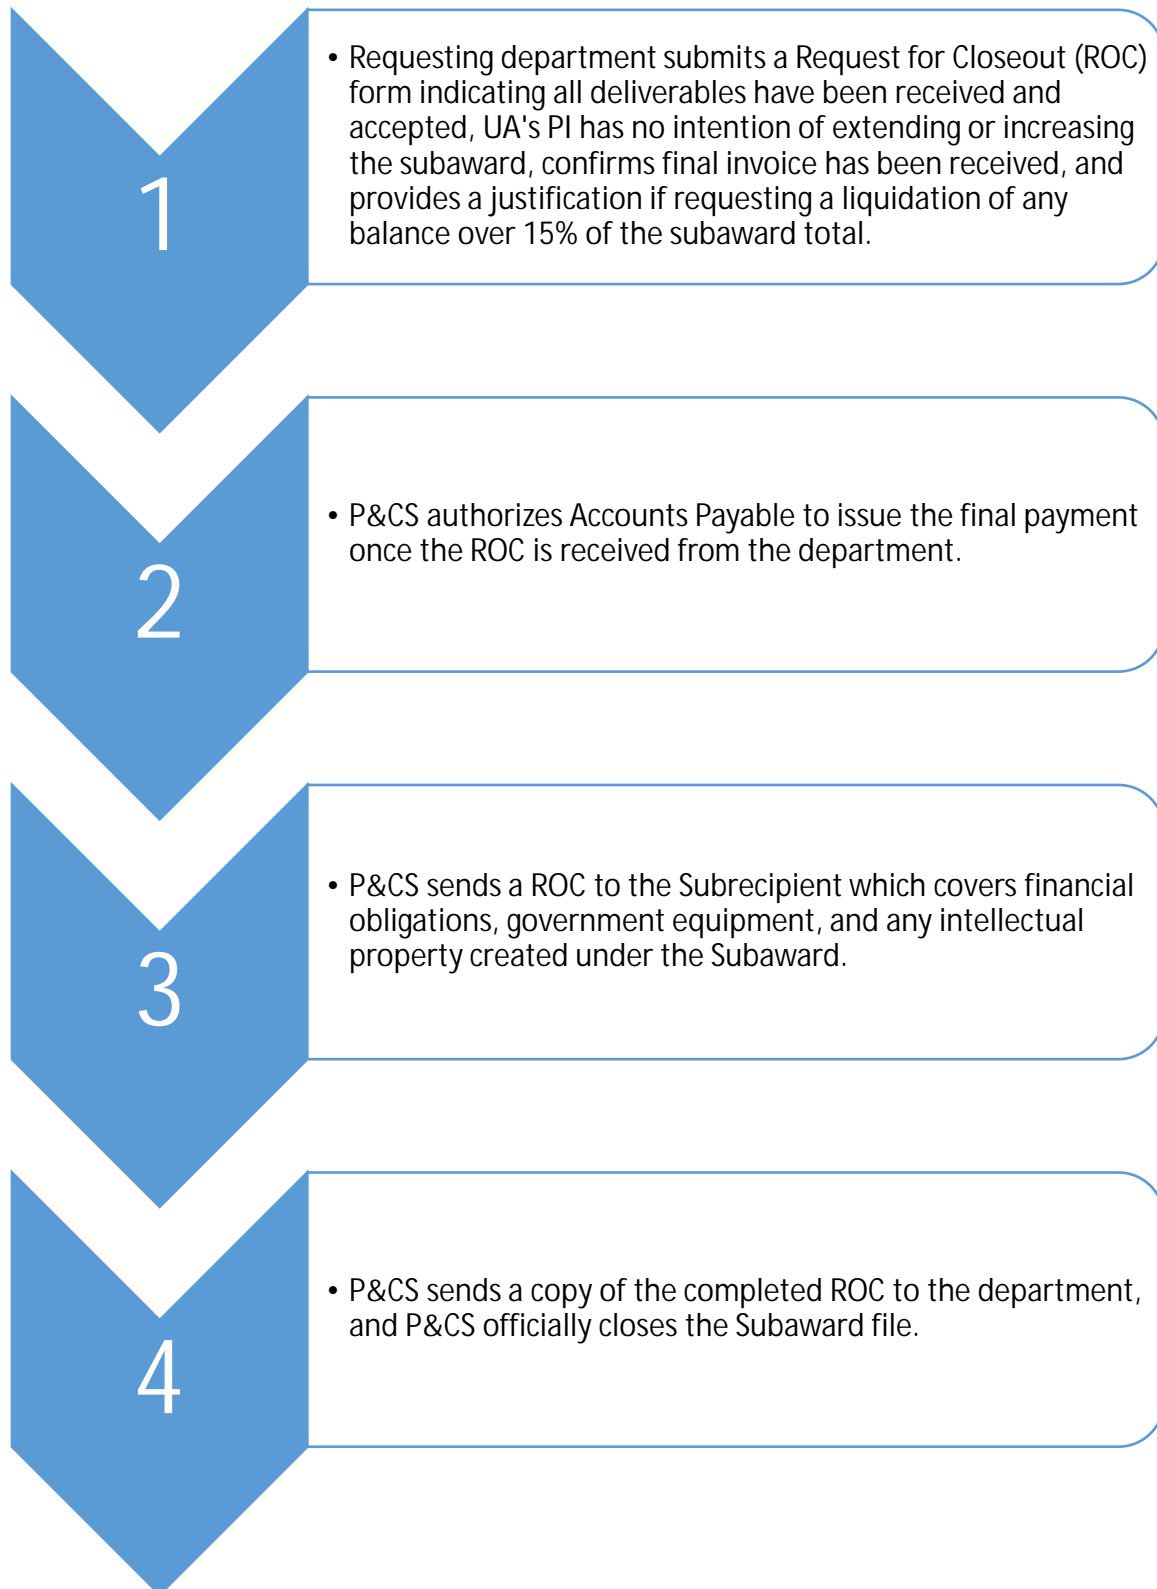 1
• Requesting department submits a Request for Closeout (ROC)
form indicating all deliverables have been received and
accepted, UA's PI has no intention of extending or increasing
the subaward, confirms final invoice has been received, and
provides a justification if requesting a liquidation of any
balance over 15% of the subaward total.
2
• P&CS authorizes Accounts Payable to issue the final payment
once the ROC is received from the department.
3
• P&CS sends a ROC to the Subrecipient which covers financial
obligations, government equipment, and any intellectual
property created under the Subaward.
4
• P&CS sends a copy of the completed ROC to the department,
and P&CS officially closes the Subaward file.